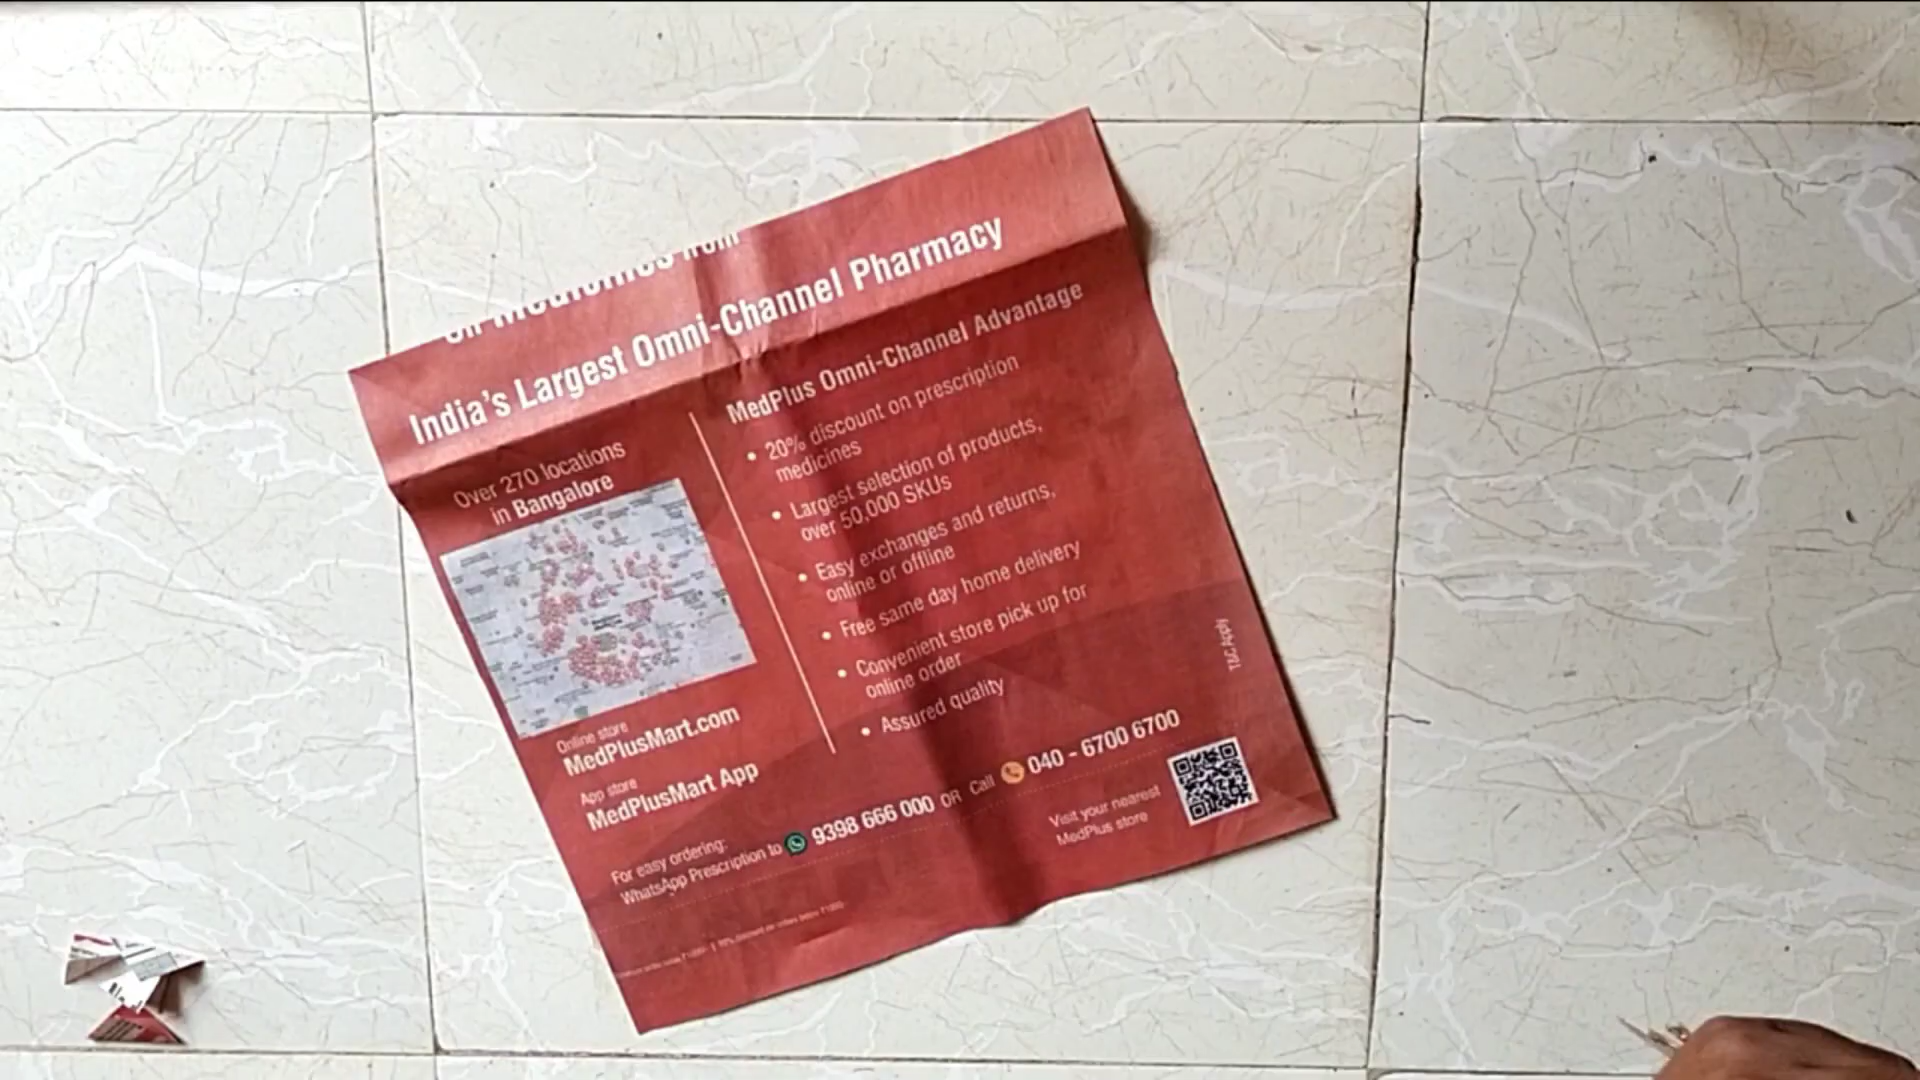 on medicines from
India's Largest Omni-Channel Pharmacy
Over 270 locations
in Bangalore
Online store
MedPlusMart.com
App store
MedPlusMart App
MedPlus Omni-Channel Advantage
• 20% discount on prescription
medicines
• Largest selection of products,
over 50,000 SKUs
• Easy exchanges and returns,
online or offline
• Free same day home delivery
• Convenient store pick up for
online order
• Assured quality
T&C Apply
For easy ordering:
WhatsApp Prescription to 9398 666 000 OR Call 040 - 6700 6700
Visit your nearest
MedPlus store